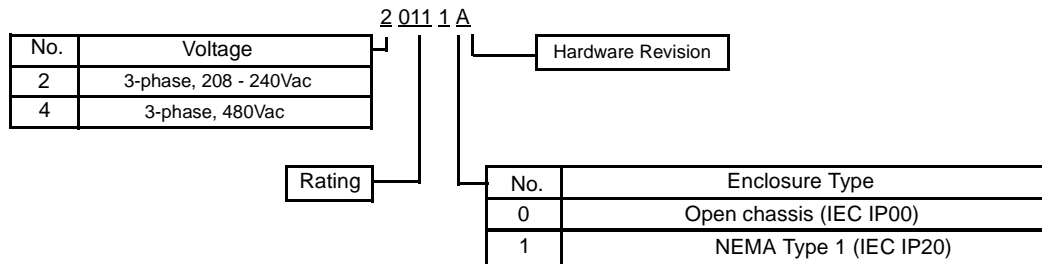 2 011 1 A
No. Voltage
2 3-phase, 208 - 240Vac
4 3-phase, 480Vac
Hardware Revision
Rating
No. Enclosure Type
0 Open chassis (IEC IP00)
1 NEMA Type 1 (IEC IP20)